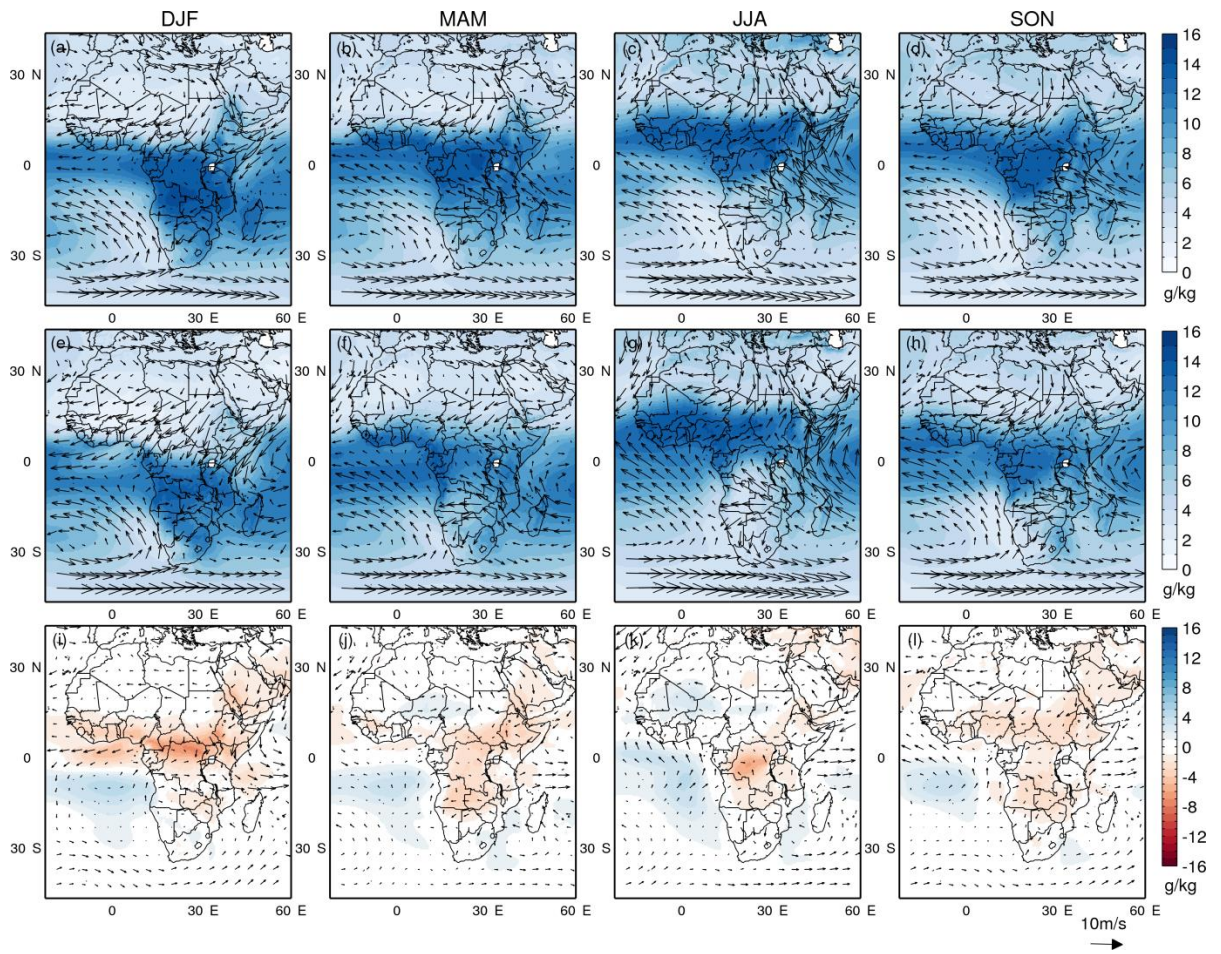 DJF MAM JJA SON
(a) (b) (c) (d)
30 N 30 N 30 N 30 N 16
14
12
10
0 0 0 0 8
6
4
30 S 30 S 30 S 30 S 2
0
g/kg
0 30 E 60 E 0 30 E 60 E 0 30 E 60 E 0 30 E 60 E
(e) (f) (g) (h)
30 N 30 N 30 N 30 N 16
14
12
10
0 0 0 0 8
6
4
30 S 30 S 30 S 30 S 2
0
g/kg
0 30 E 60 E 0 30 E 60 E 0 30 E 60 E 0 30 E 60 E
(i) (j) (k) (l)
30 N 30 N 30 N 30 N 16
12
8
4
0 0 0 0 0
-4
-8
30 S 30 S 30 S 30 S -12
-16
g/kg
0 30 E 60 E 0 30 E 60 E 0 30 E 60 E 0 30 E 60 E
10m/s